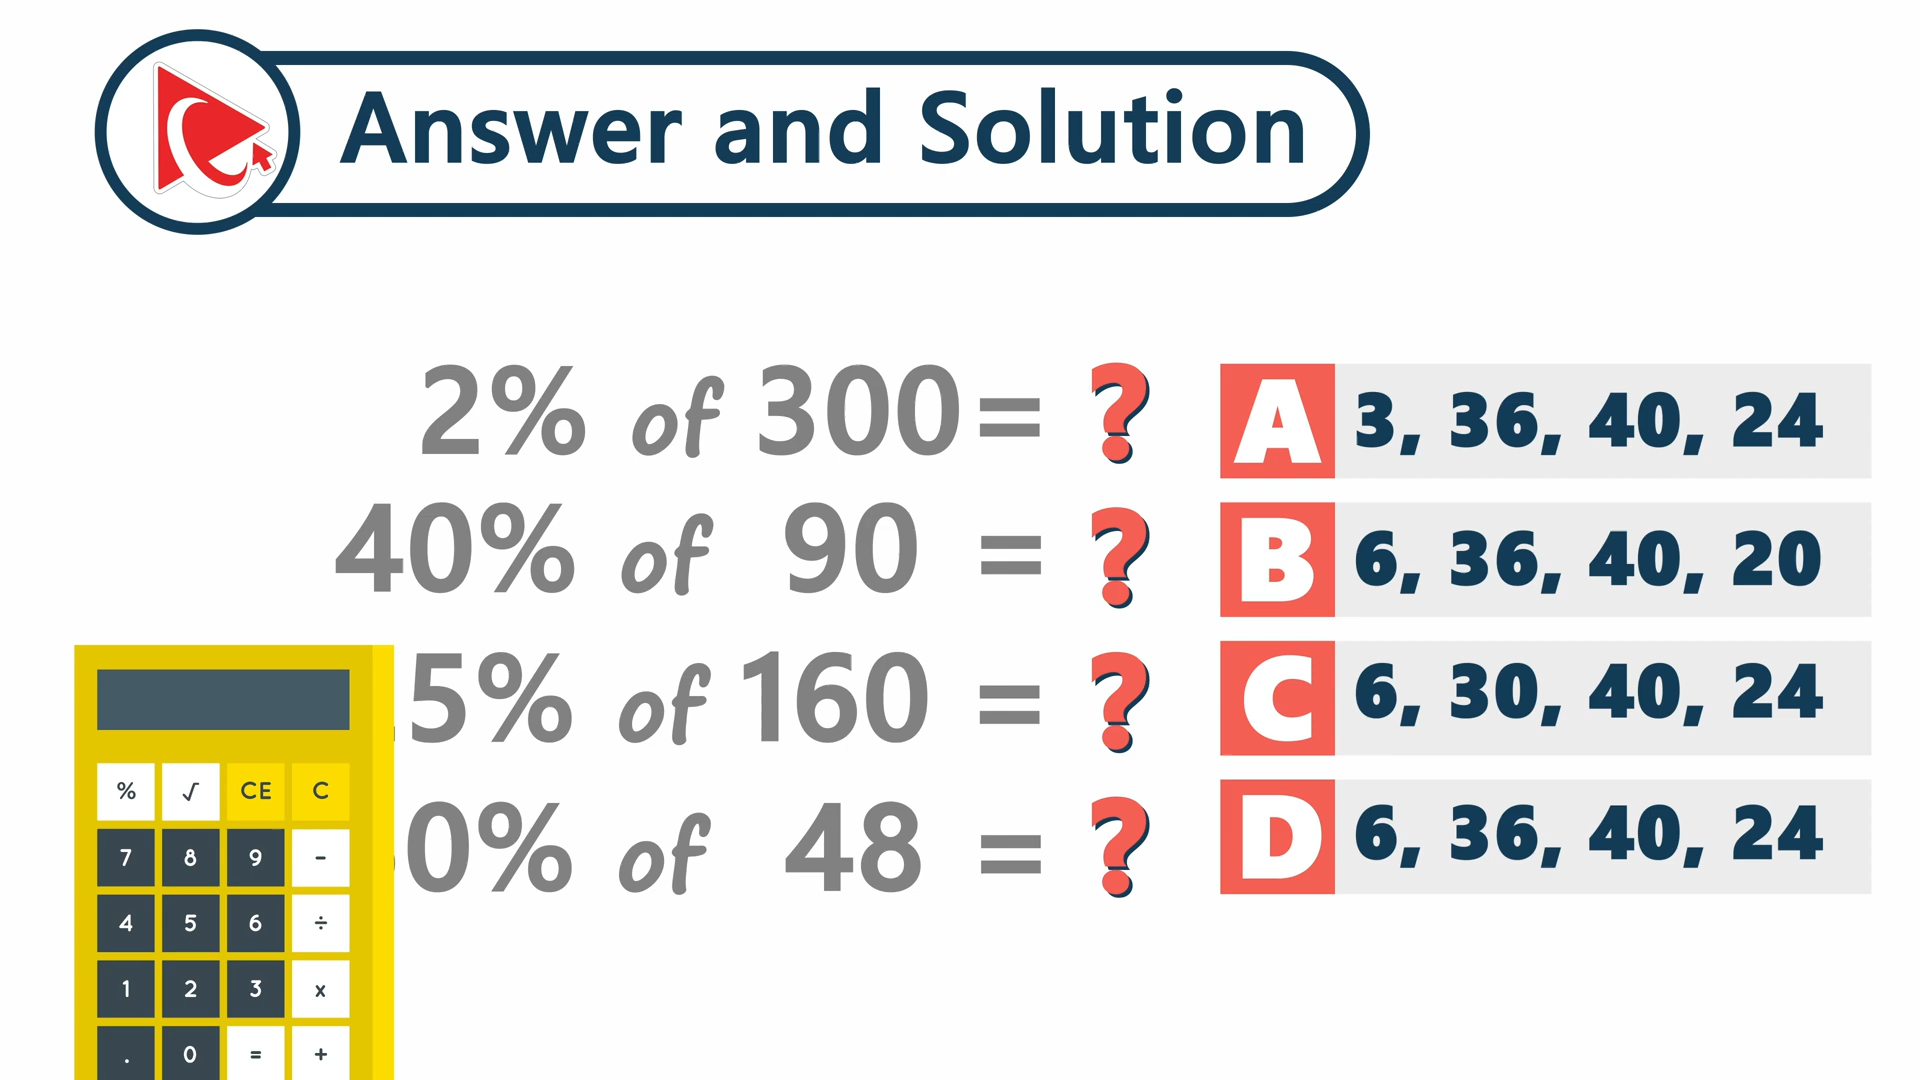 Answer and Solution
2% of 300 = ?
40% of 90 = ?
5% of 160 = ?
0% of 48 = ?
A 3, 36, 40, 24
B 6, 36, 40, 20
C 6, 30, 40, 24
D 6, 36, 40, 24
% √ CE C
7 8 9 -
4 5 6 ÷
1 2 3 x
. 0 = +